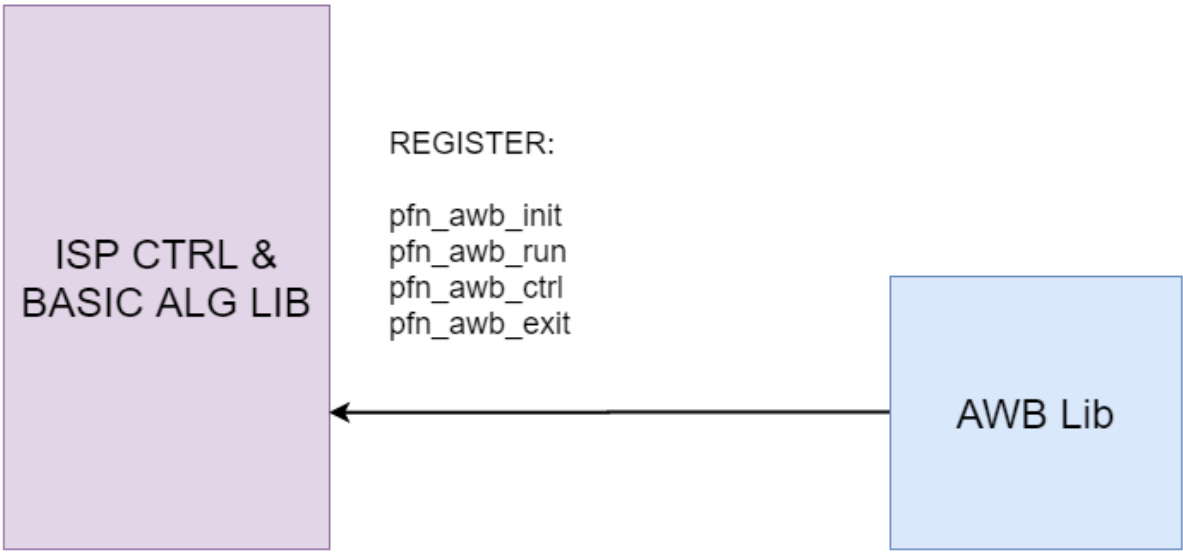 ISP CTRL &
BASIC ALG LIB
REGISTER:
pfn_awb_init
pfn_awb_run
pfn_awb_ctrl
pfn_awb_exit
AWB Lib